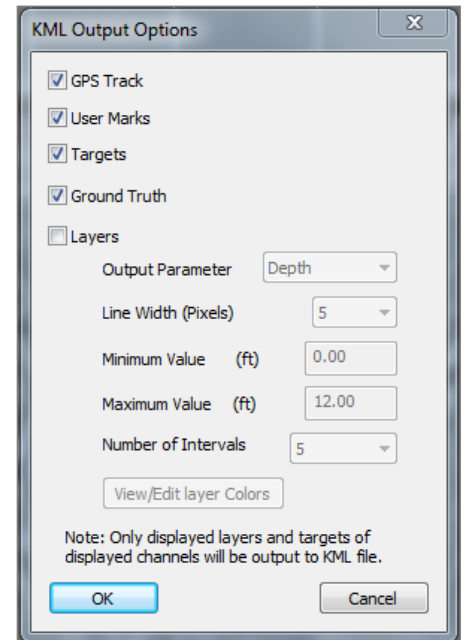 KML Output Options
GPS Track
User Marks
Targets
Ground Truth
Layers
Output Parameter Depth
Line Width (Pixels) 5
Minimum Value (ft) 0.00
Maximum Value (ft) 12.00
Number of Intervals 5
View/Edit layer Colors
Note: Only displayed layers and targets of
displayed channels will be output to KML file.
OK Cancel